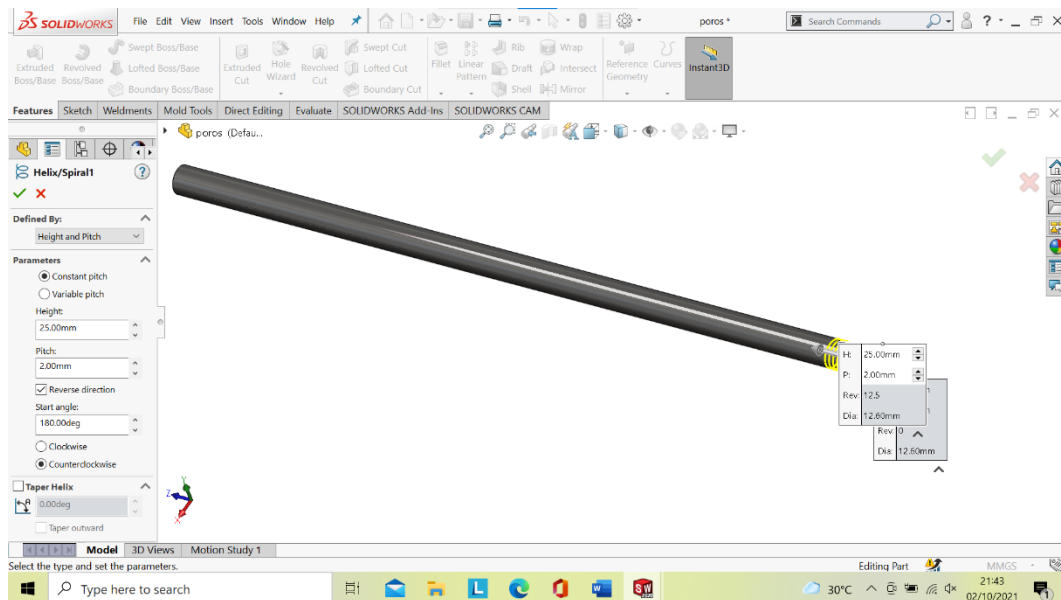 SOLIDWORKS File Edit View Insert Tools Window Help poros * Search Commands
Extruded Boss/Base
Revolved Boss/Base
Swept Boss/Base
Lofted Boss/Base
Boundary Boss/Base
Extruded Cut
Hole Wizard
Revolved Cut
Swept Cut
Lofted Cut
Boundary Cut
Fillet
Linear Pattern
Rib
Draft
Shell
Wrap
Intersect
Mirror
Reference Geometry
Curves
Instant3D
Features Sketch Weldments Mold Tools Direct Editing Evaluate SOLIDWORKS Add-Ins SOLIDWORKS CAM
poros (Defau...
Helix/Spiral1
Defined By:
Height and Pitch
Parameters
Constant pitch
Variable pitch
Height:
25.00mm
Pitch:
2.00mm
Reverse direction
Start angle:
180.00deg
Clockwise
Counterclockwise
Taper Helix
0.00deg
Taper outward
H: 25.00mm
P: 2.00mm
Rev: 12.5
Dia: 12.60mm
Rev: 0
Dia: 12.60mm
Y
Z
X
Model 3D Views Motion Study 1
Select the type and set the parameters. Editing Part MMGS
Type here to search 30°C 21:43
02/10/2021